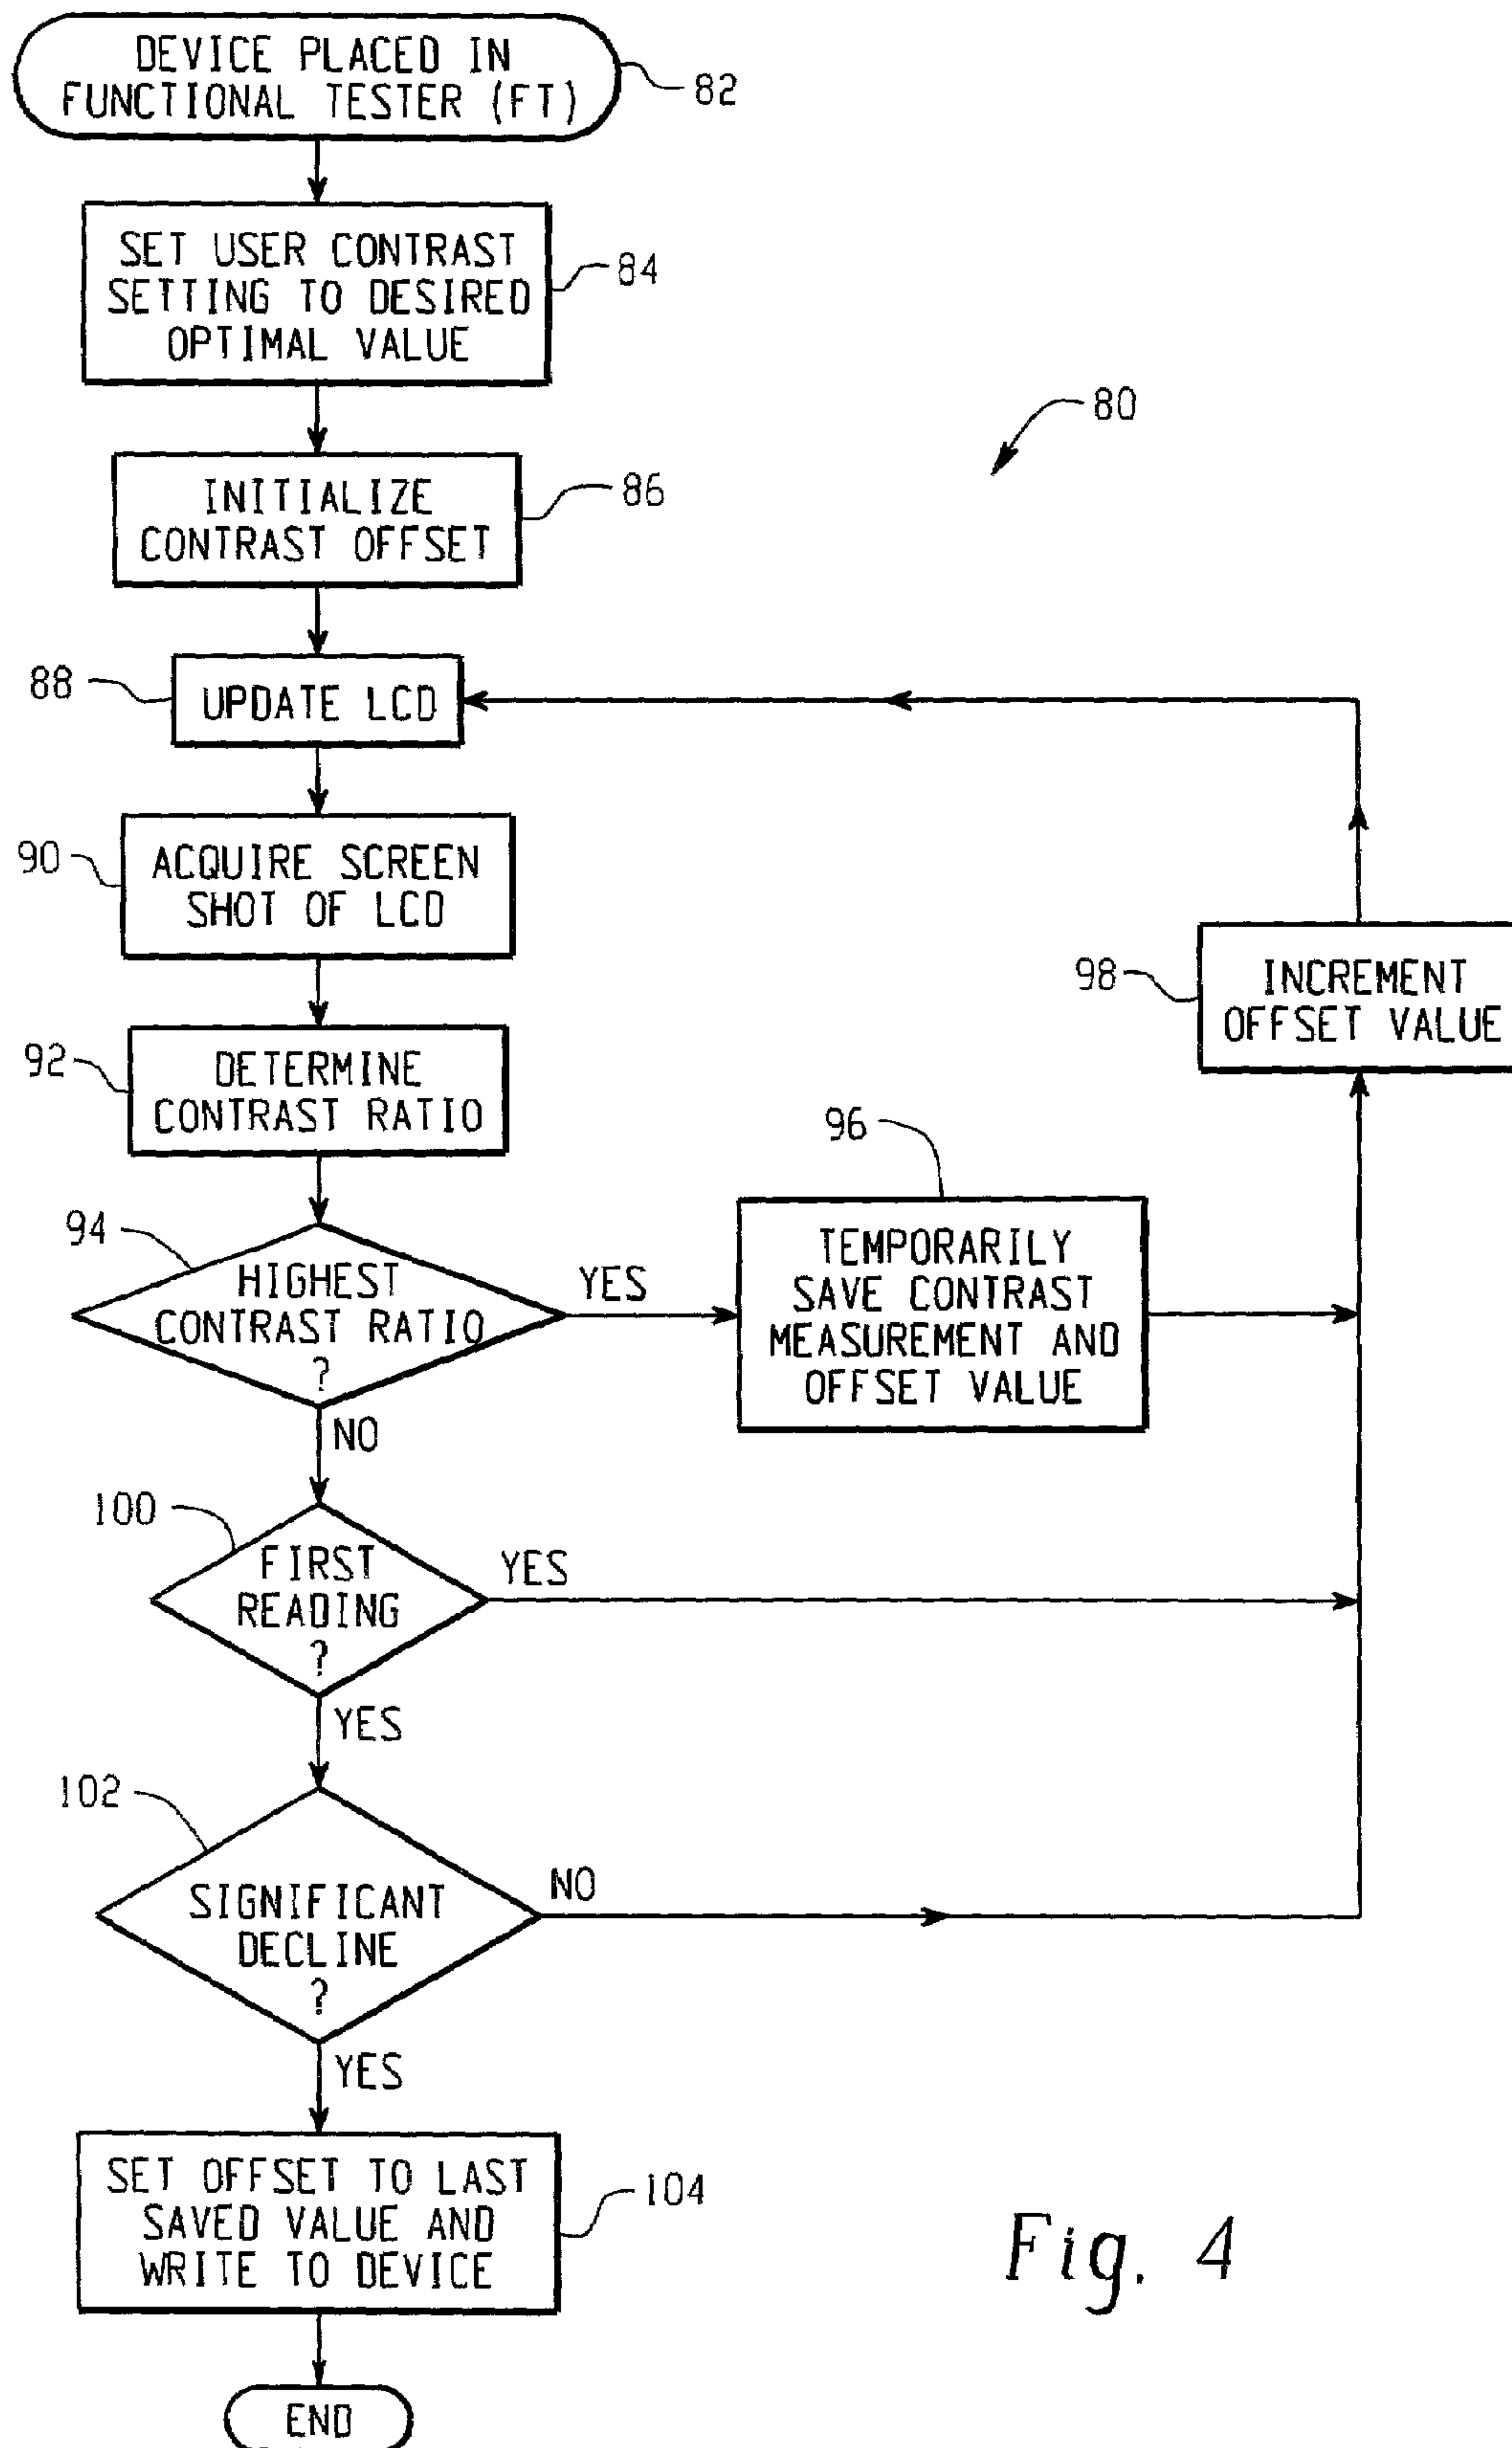 DEVICE PLACED IN
FUNCTIONAL TESTER (FT)
82
SET USER CONTRAST
SETTING TO DESIRED
OPTIMAL VALUE
84
80
INITIALIZE
CONTRAST OFFSET
86
88
UPDATE LCD
90
ACQUIRE SCREEN
SHOT OF LCD
98
INCREMENT
OFFSET VALUE
92
DETERMINE
CONTRAST RATIO
94
HIGHEST
CONTRAST RATIO
?
YES
NO
96
TEMPORARILY
SAVE CONTRAST
MEASUREMENT AND
OFFSET VALUE
100
FIRST
READING
?
YES
YES
102
SIGNIFICANT
DECLINE
?
NO
YES
SET OFFSET TO LAST
SAVED VALUE AND
WRITE TO DEVICE
104
END
Fig. 4